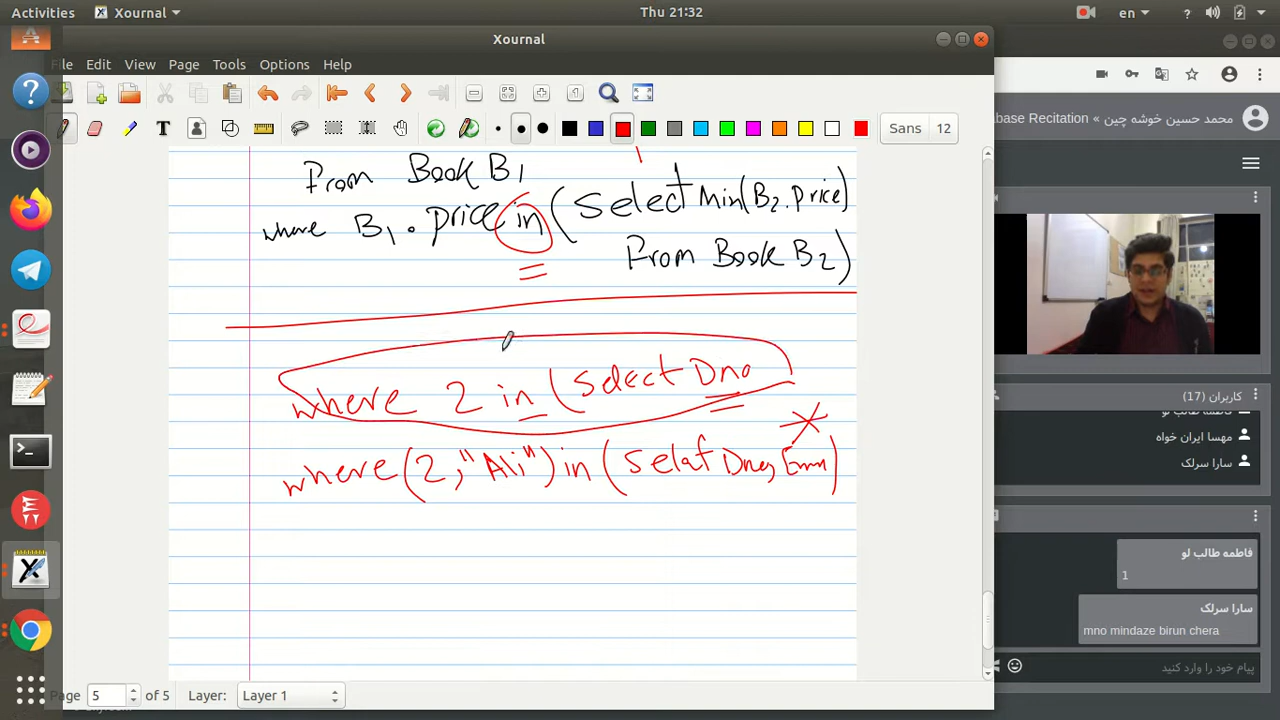 Activities Xournal Thu 21:32 en
Xournal
File Edit View Page Tools Options Help
Sans 12
From Book B1
where B1.price in (select Min(B2.price)
From Book B2)
=
where 2 in (select Dno
where (2,"Ali") in (select Dno,
Page 5 of 5 Layer: Layer 1
محمد حسین خوشه چین » base Recitation
کاربران (17)
فاطمه طالب لو
مهسا ایران خواه
سارا سرلک
فاطمه طالب لو
1
سارا سرلک
mno mindaze birun chera
پیام خود را وارد کنید